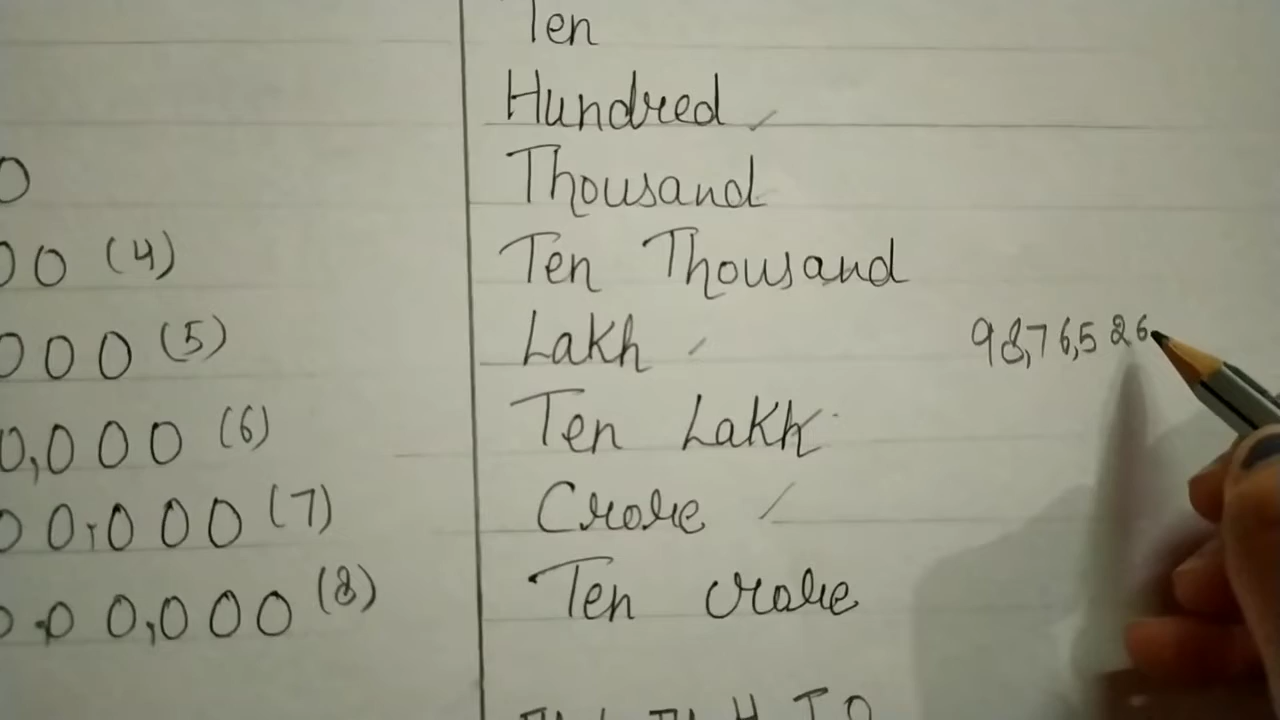 Ten
Hundred
0 Thousand
00 (4) Ten Thousand
000 (5) Lakh 98,76,526
0,000 (6) Ten Lakh
00,000 (7) Crore
0,00,000 (8) Ten crore
H T O